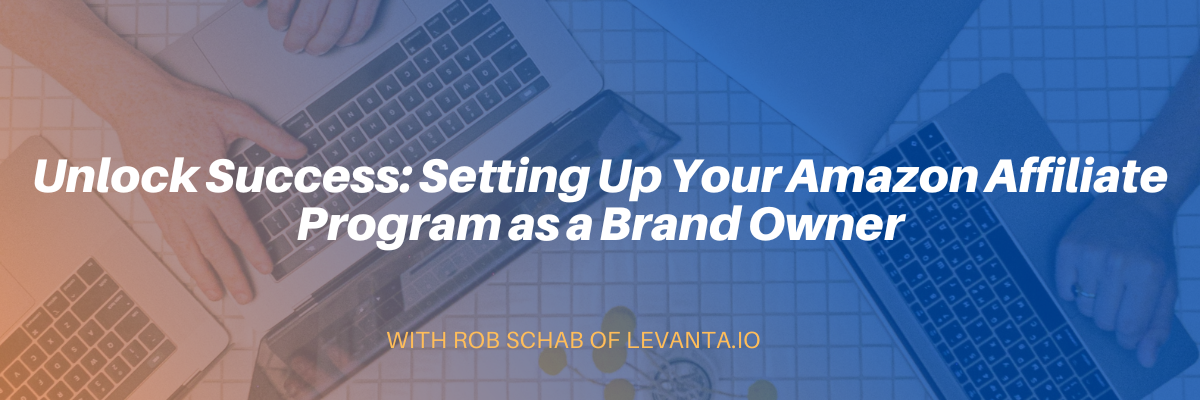 Unlock Success: Setting Up Your Amazon Affiliate
Program as a Brand Owner
WITH ROB SCHAB OF LEVANTA.IO